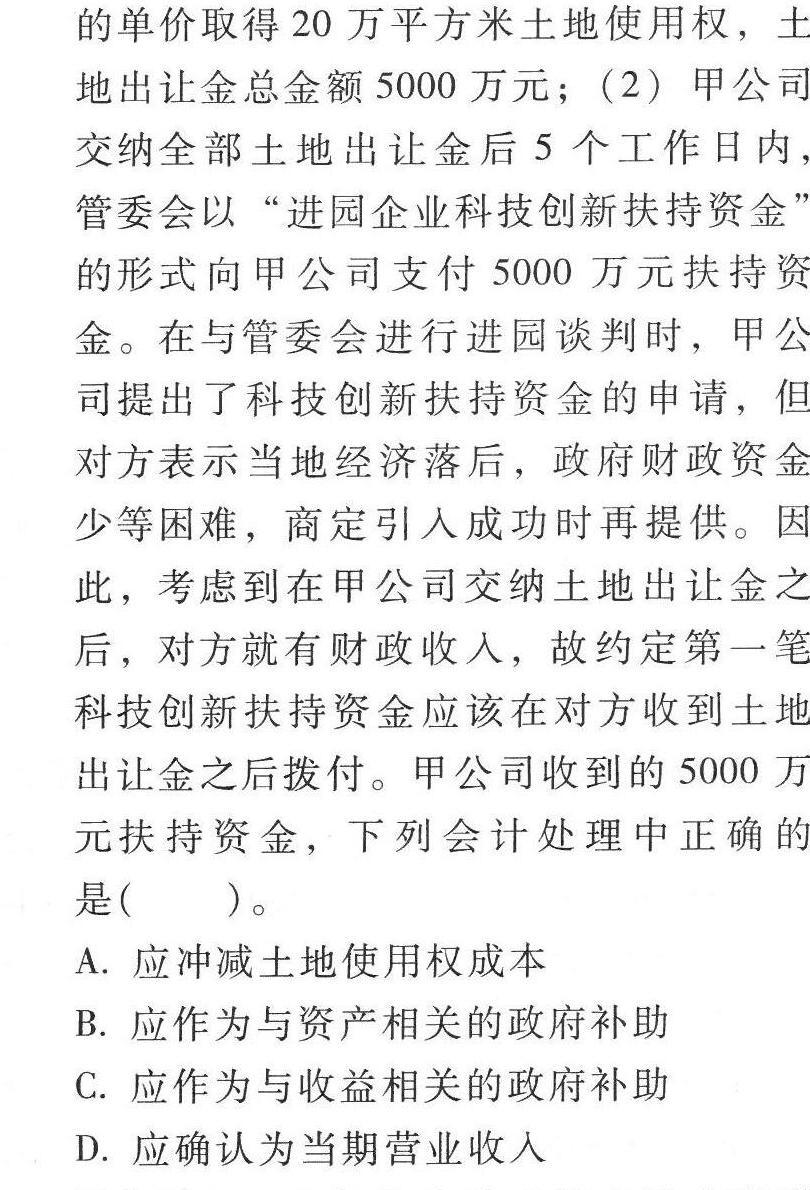 的单价取得 20 万平方米土地使用权，土
地出让金总金额 5000 万元；（2）甲公司
交纳全部土地出让金后 5 个工作日内，
管委会以“进园企业科技创新扶持资金”
的形式向甲公司支付 5000 万元扶持资
金。在与管委会进行进园谈判时，甲公
司提出了科技创新扶持资金的申请，但
对方表示当地经济落后，政府财政资金
少等困难，商定引入成功时再提供。因
此，考虑到在甲公司交纳土地出让金之
后，对方就有财政收入，故约定第一笔
科技创新扶持资金应该在对方收到土地
出让金之后拨付。甲公司收到的 5000 万
元扶持资金，下列会计处理中正确的
是(　　)。
A. 应冲减土地使用权成本
B. 应作为与资产相关的政府补助
C. 应作为与收益相关的政府补助
D. 应确认为当期营业收入